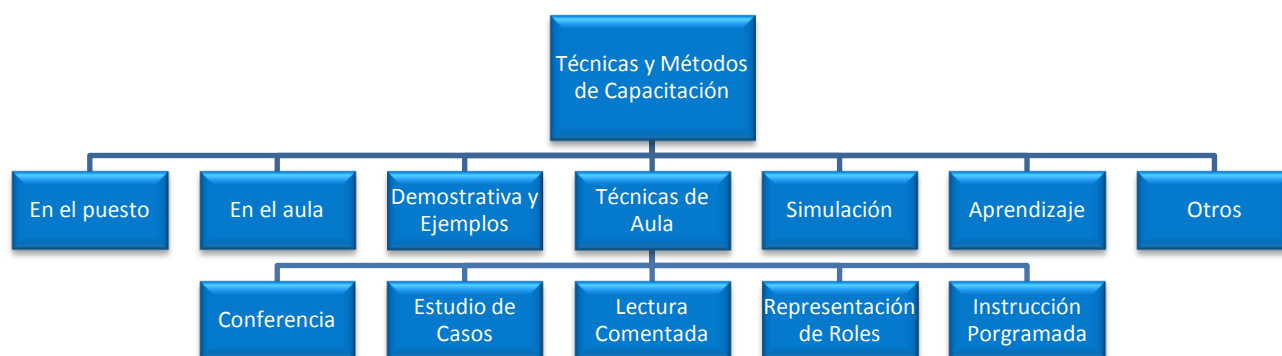 Técnicas y Métodos
de Capacitación
En el puesto
En el aula
Demostrativa y
Ejemplos
Técnicas de
Aula
Simulación
Aprendizaje
Otros
Conferencia
Estudio de
Casos
Lectura
Comentada
Representación
de Roles
Instrucción
Porgramada